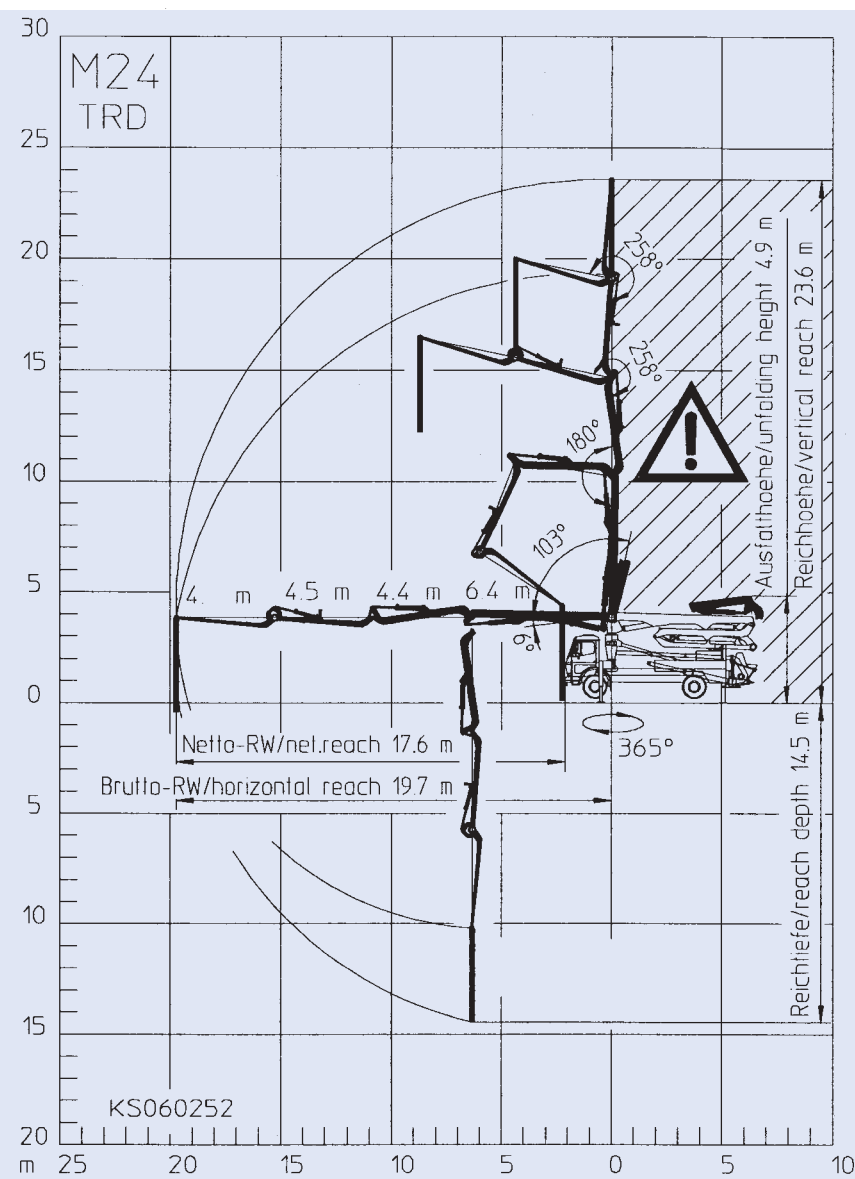 30
M24
TRD
25
20
15
10
5
0
5
10
15
20
m 25 20 15 10 5 0 5 10
258°
258°
180°
103°
6°
4. m 4.5 m 4.4 m 6.4 m
365°
Netto-RW/net.reach 17.6 m
Brutto-RW/horizontal reach 19.7 m
Ausfalthoehe/unfolding height 4.9 m
Reichhoehe/vertical reach 23.6 m
Reichtiefe/reach depth 14.5 m
KS060252